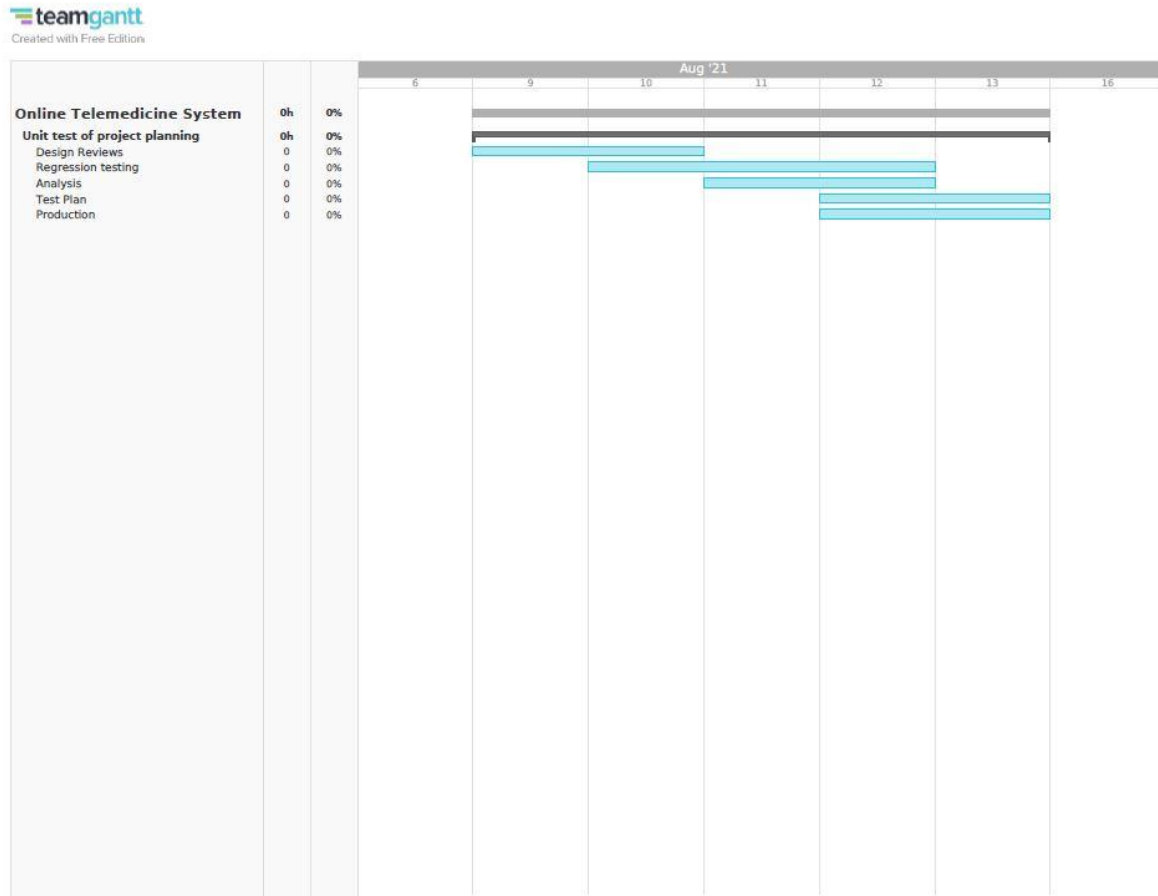 teamgantt
Created with Free Edition
Aug '21
6 9 10 11 12 13 16
Online Telemedicine System 0h 0%
Unit test of project planning 0h 0%
Design Reviews 0 0%
Regression testing 0 0%
Analysis 0 0%
Test Plan 0 0%
Production 0 0%